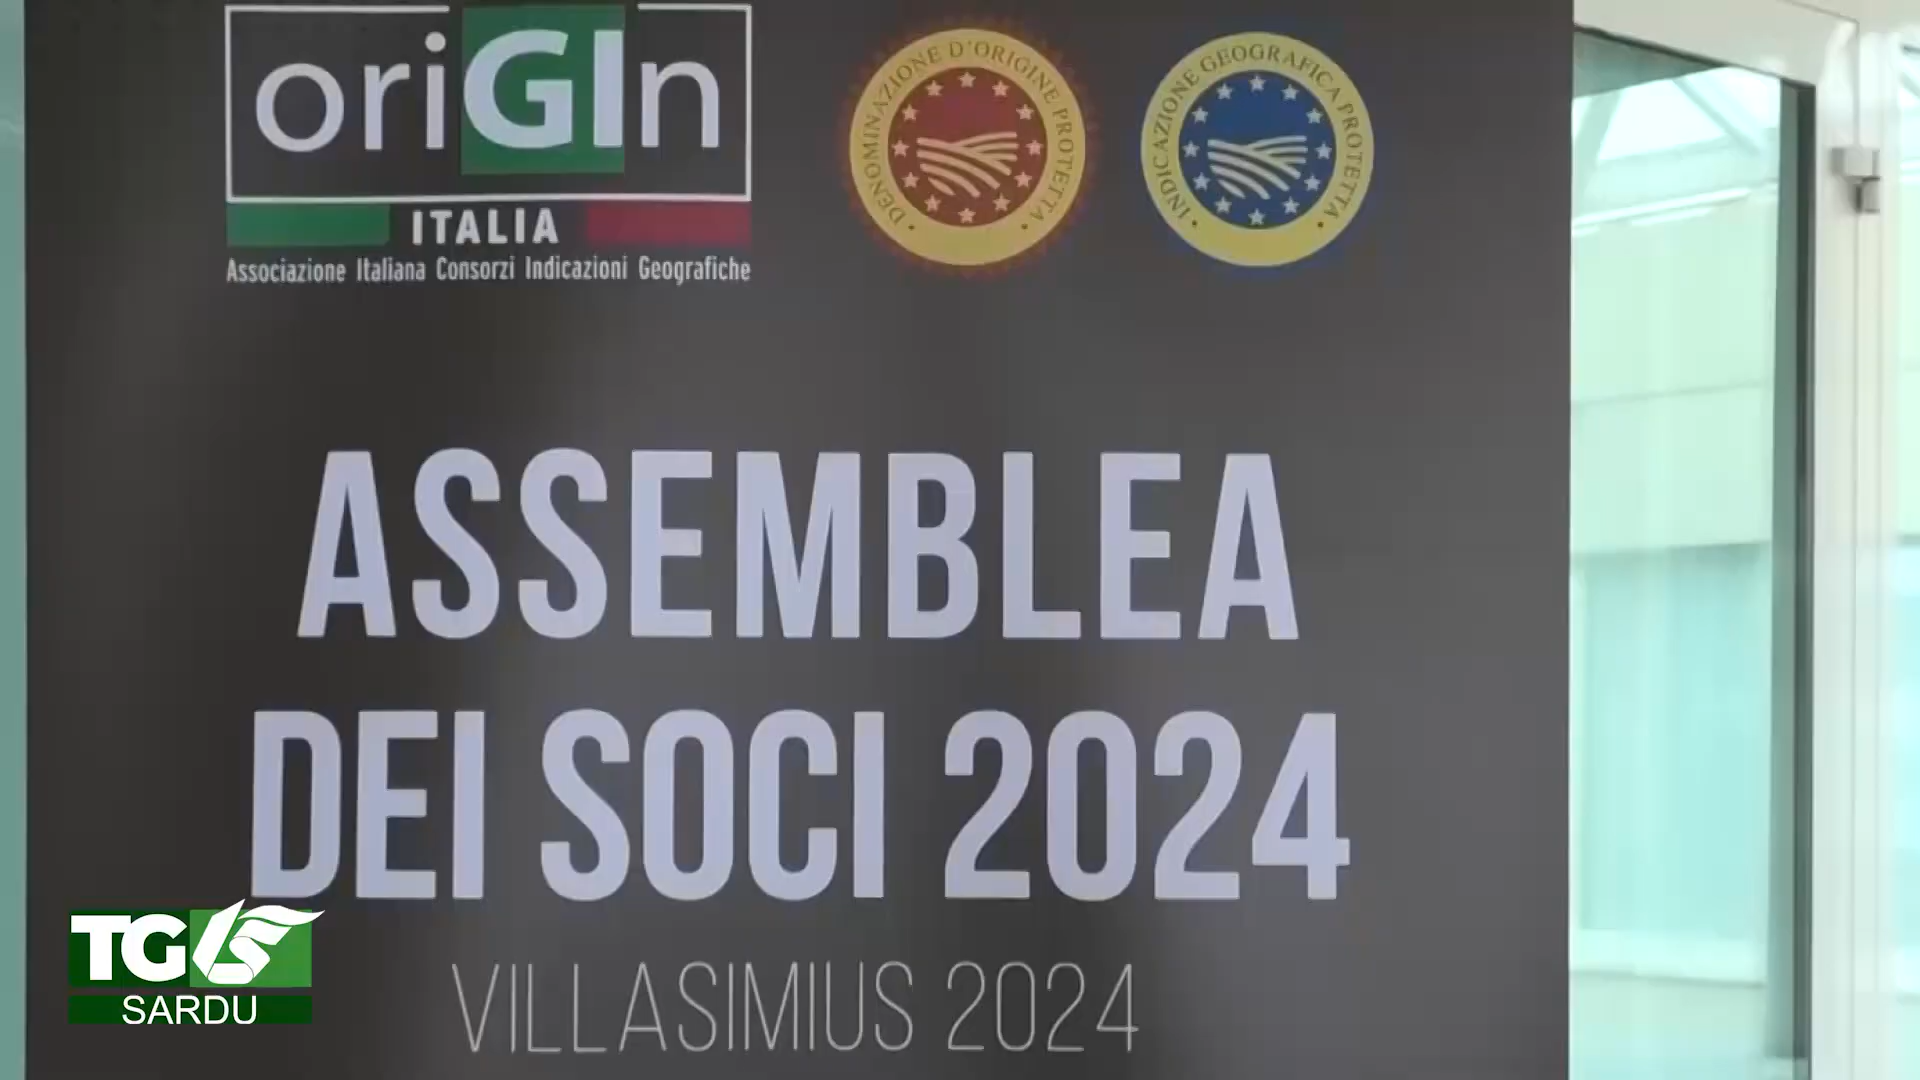 oriGIn
ITALIA
Associazione Italiana Consorzi Indicazioni Geografiche
DENOMINAZIONE D'ORIGINE PROTETTA
INDICAZIONE GEOGRAFICA PROTETTA
ASSEMBLEA
DEI SOCI 2024
VILLASIMIUS 2024
TG
SARDU